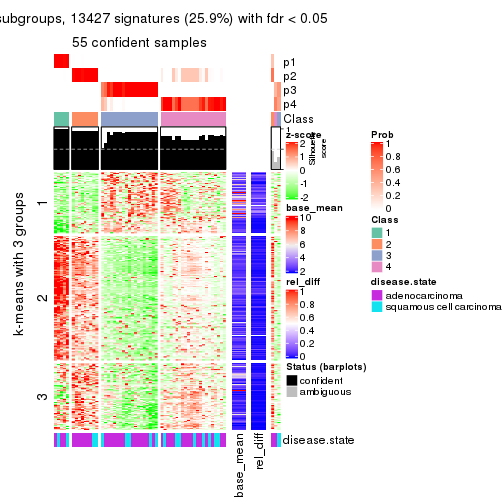 subgroups, 13427 signatures (25.9%) with fdr < 0.05
55 confident samples
p1
p2
p3
p4
Class
1
Silhouette
score
k-means with 3 groups
1
2
3
disease.state
base_mean
rel_diff
z-score
2
1
0
-1
-2
base_mean
10
8
6
4
2
rel_diff
1
0.8
0.6
0.4
0.2
0
Status (barplots)
confident
ambiguous
Prob
1
0.8
0.6
0.4
0.2
0
Class
1
2
3
4
disease.state
adenocarcinoma
squamous cell carcinoma